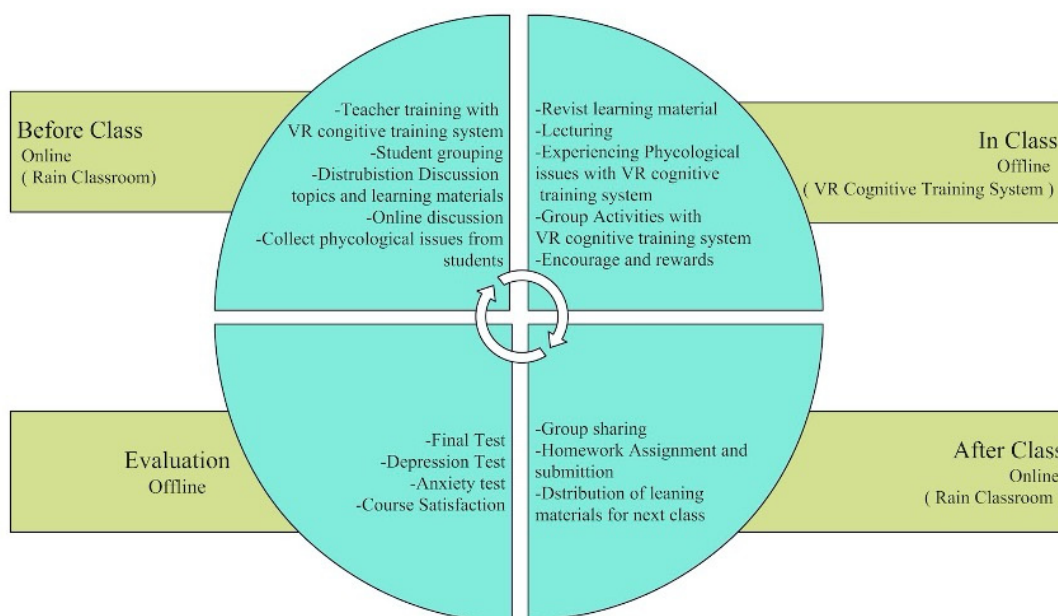 Before Class
Online
( Rain Classroom)
-Teacher training with
VR congitive training system
-Student grouping
-Distrubistion Discussion
topics and learning materials
-Online discussion
-Collect phycological issues from
students
-Revist learning material
-Lecturing
-Experiencing Phycological
issues with VR cognitive
training system
-Group Activities with
VR cognitive training system
-Encourage and rewards
In Class
Offline
( VR Cognitive Training System )
Evaluation
Offline
-Final Test
-Depression Test
-Anxiety test
-Course Satisfaction
-Group sharing
-Homework Assignment and
submittion
-Dstribution of leaning
materials for next class
After Class
Online
( Rain Classroom